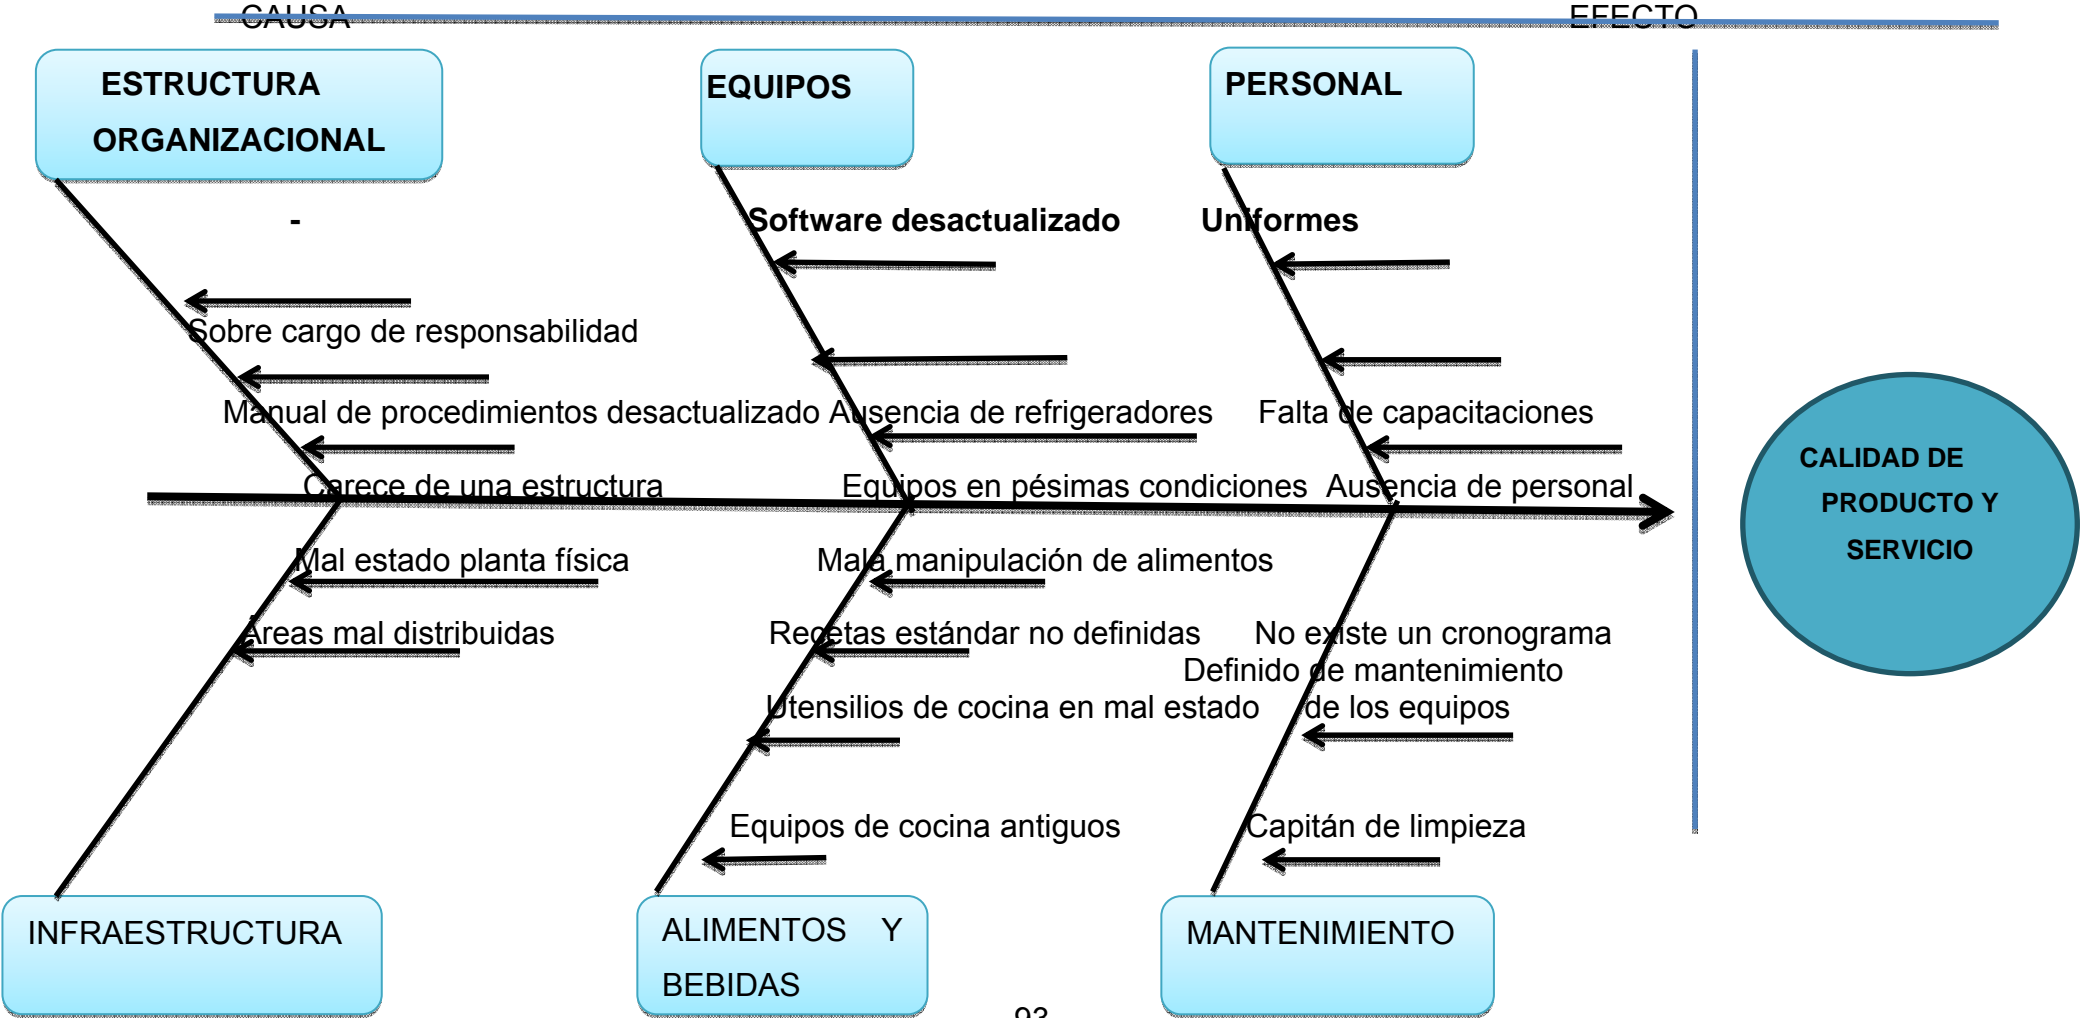 CAUSA EFECTO
ESTRUCTURA
ORGANIZACIONAL
EQUIPOS
PERSONAL
- Software desactualizado Uniformes
Sobre cargo de responsabilidad
Manual de procedimientos desactualizado Ausencia de refrigeradores Falta de capacitaciones
Carece de una estructura Equipos en pésimas condiciones Ausencia de personal
CALIDAD DE
PRODUCTO Y
SERVICIO
Mal estado planta física Mala manipulación de alimentos
Áreas mal distribuidas Recetas estándar no definidas No existe un cronograma
Definido de mantenimiento
Utensilios de cocina en mal estado de los equipos
Equipos de cocina antiguos Capitán de limpieza
INFRAESTRUCTURA
ALIMENTOS Y
BEBIDAS
MANTENIMIENTO
93